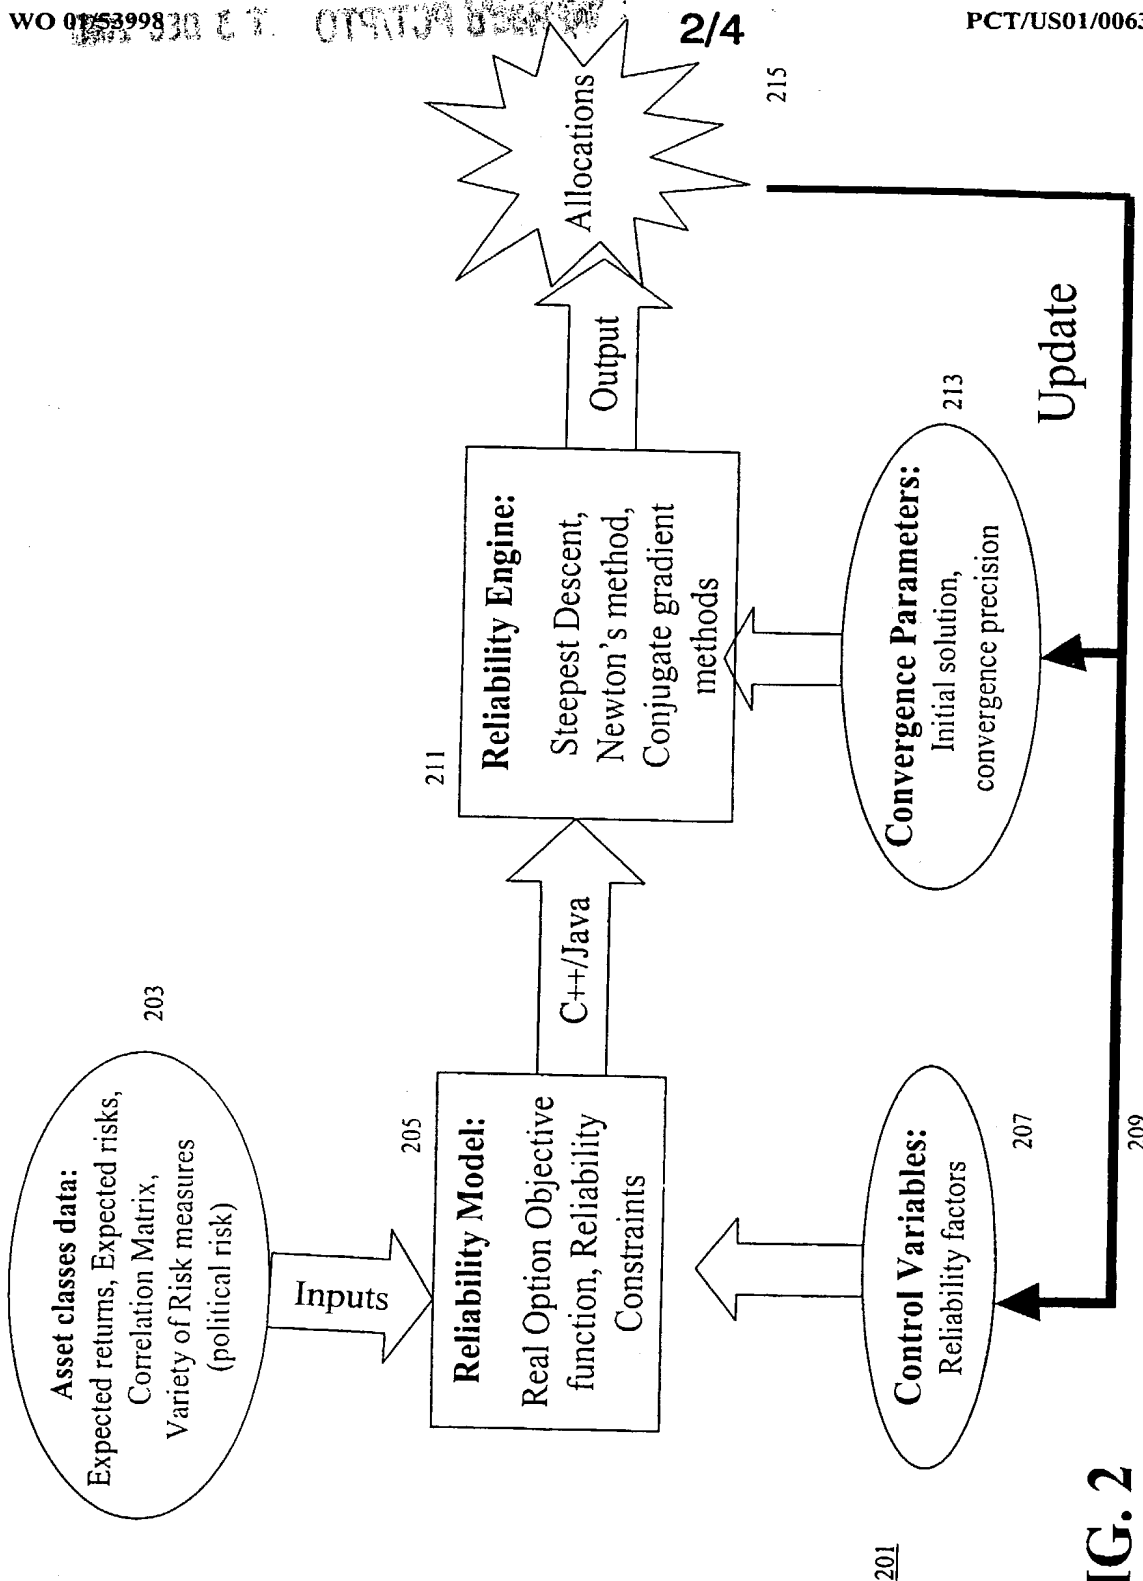 WO 01/53998
2/4
PCT/US01/0063
Asset classes data:
Expected returns, Expected risks,
Correlation Matrix,
Variety of Risk measures
(political risk)
203
Inputs
205
Reliability Model:
Real Option Objective
function, Reliability
Constraints
Control Variables:
Reliability factors
207
209
201
C++/Java
211
Reliability Engine:
Steepest Descent,
Newton's method,
Conjugate gradient
methods
Convergence Parameters:
Initial solution,
convergence precision
213
Output
Allocations
215
Update
IG. 2